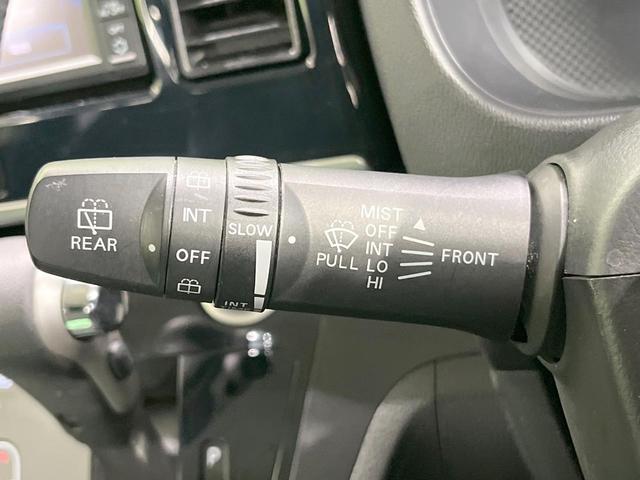 REAR
INT
OFF
SLOW
INT
PULL
MIST
OFF
INT
LO
HI
FRONT